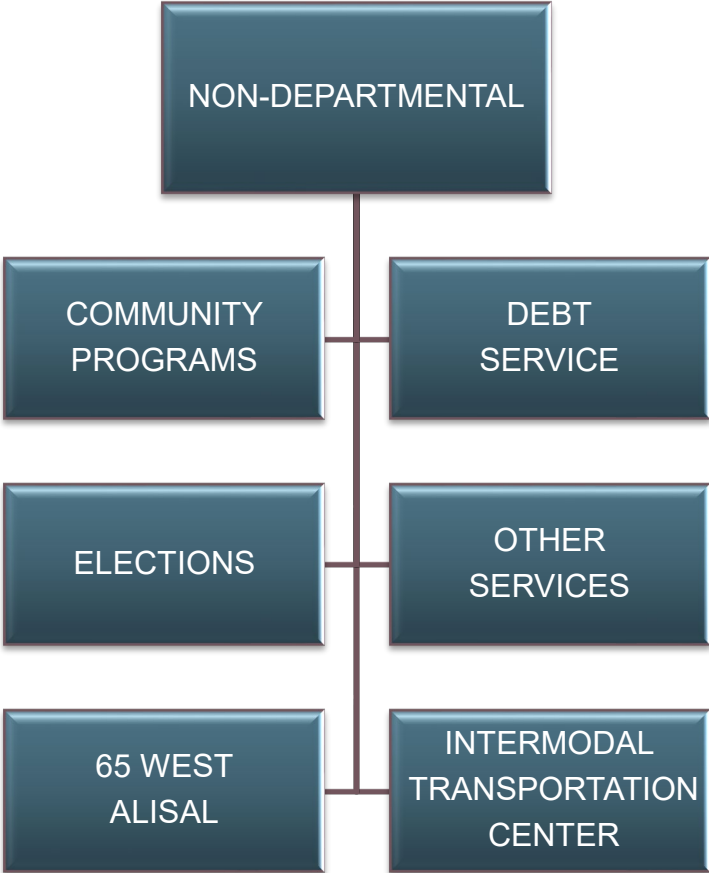 NON-DEPARTMENTAL
COMMUNITY
PROGRAMS
DEBT
SERVICE
ELECTIONS
OTHER
SERVICES
65 WEST
ALISAL
INTERMODAL
TRANSPORTATION
CENTER